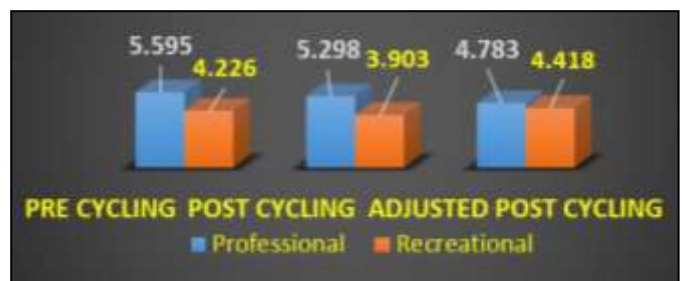 5.595 4.226 5.298 3.903 4.783 4.418
PRE CYCLING POST CYCLING ADJUSTED POST CYCLING
Professional Recreational